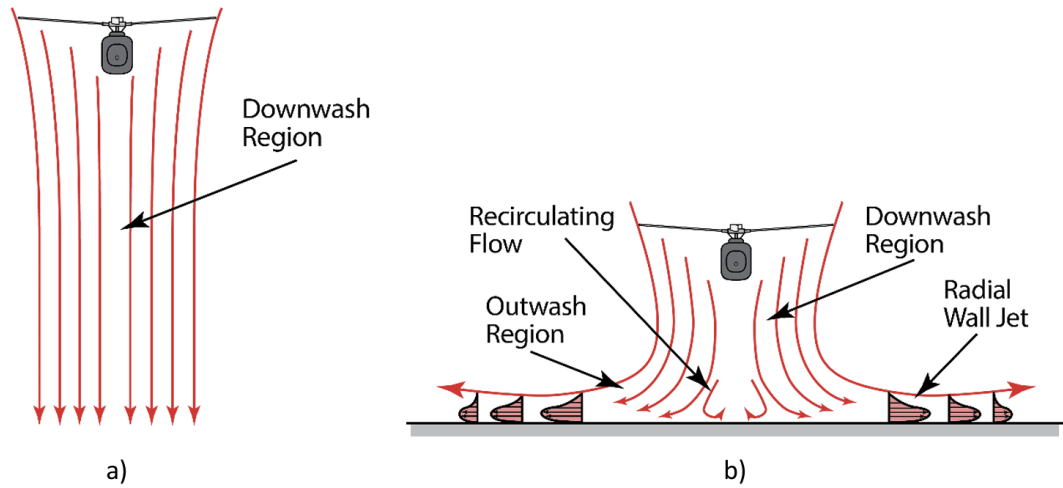 Downwash
Region
a)
Recirculating
Flow
Downwash
Region
Outwash
Region
Radial
Wall Jet
b)